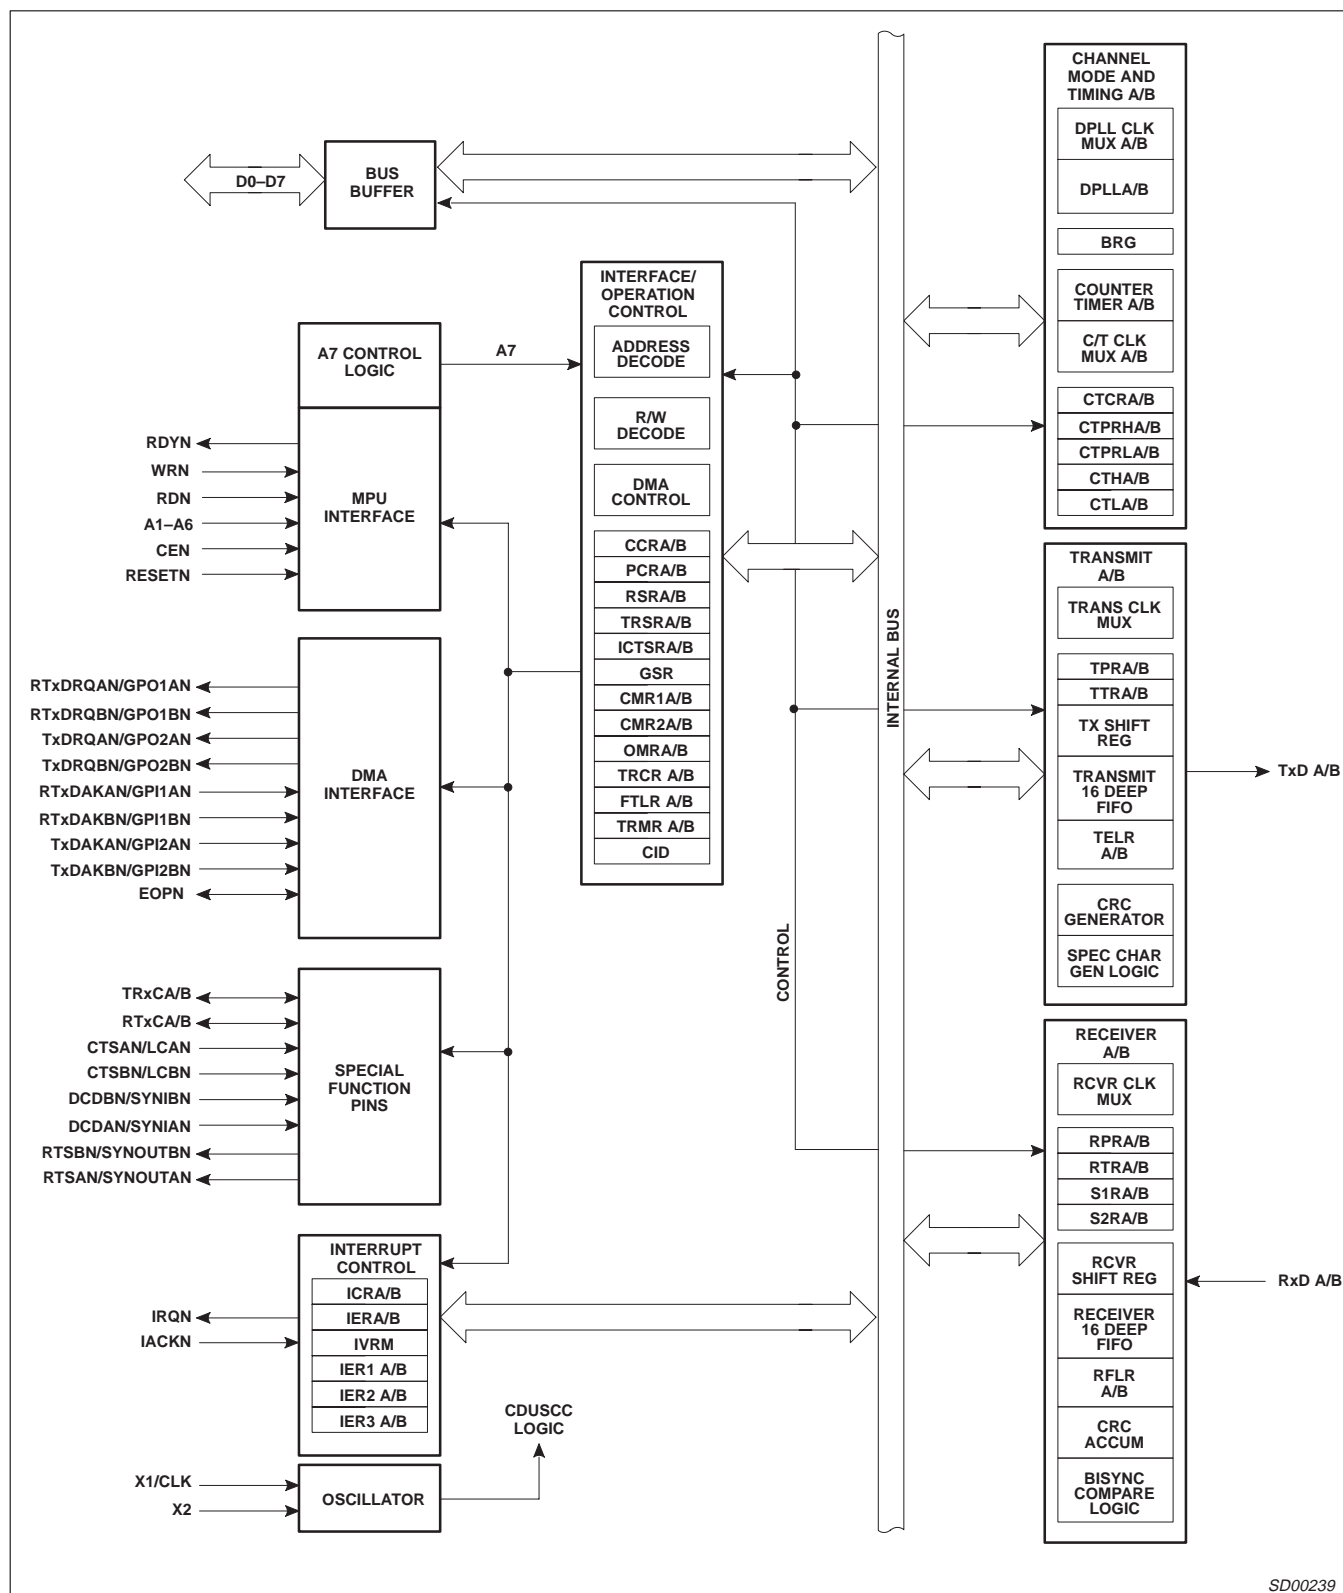 D0–D7
BUS
BUFFER
A7 CONTROL
LOGIC
A7
MPU
INTERFACE
RDYN
WRN
RDN
A1–A6
CEN
RESETN
DMA
INTERFACE
RTxDRQAN/GPO1AN
RTxDRQBN/GPO1BN
TxDRQAN/GPO2AN
TxDRQBN/GPO2BN
RTxDAKAN/GPI1AN
RTxDAKBN/GPI1BN
TxDAKAN/GPI2AN
TxDAKBN/GPI2BN
EOPN
SPECIAL
FUNCTION
PINS
TRxCA/B
RTxCA/B
CTSAN/LCAN
CTSBN/LCBN
DCDBN/SYNIBN
DCDAN/SYNIAN
RTSBN/SYNOUTBN
RTSAN/SYNOUTAN
INTERRUPT
CONTROL
ICRA/B
IERA/B
IVRM
IER1 A/B
IER2 A/B
IER3 A/B
IRQN
IACKN
X1/CLK
X2
OSCILLATOR
CDUSCC
LOGIC
INTERFACE/
OPERATION
CONTROL
ADDRESS
DECODE
R/W
DECODE
DMA
CONTROL
CCRA/B
PCRA/B
RSRA/B
TRSRA/B
ICTSRA/B
GSR
CMR1A/B
CMR2A/B
OMRA/B
TRCR A/B
FTLR A/B
TRMR A/B
CID
CONTROL
INTERNAL BUS
CHANNEL
MODE AND
TIMING A/B
DPLL CLK
MUX A/B
DPLLA/B
BRG
COUNTER
TIMER A/B
C/T CLK
MUX A/B
CTCRA/B
CTPRHA/B
CTPRLA/B
CTHA/B
CTLA/B
TRANSMIT
A/B
TRANS CLK
MUX
TPRA/B
TTRA/B
TX SHIFT
REG
TRANSMIT
16 DEEP
FIFO
TELR
A/B
CRC
GENERATOR
SPEC CHAR
GEN LOGIC
TxD A/B
RECEIVER
A/B
RCVR CLK
MUX
RPRA/B
RTRA/B
S1RA/B
S2RA/B
RCVR
SHIFT REG
RECEIVER
16 DEEP
FIFO
RFLR
A/B
CRC
ACCUM
BISYNC
COMPARE
LOGIC
RxD A/B
SD00239